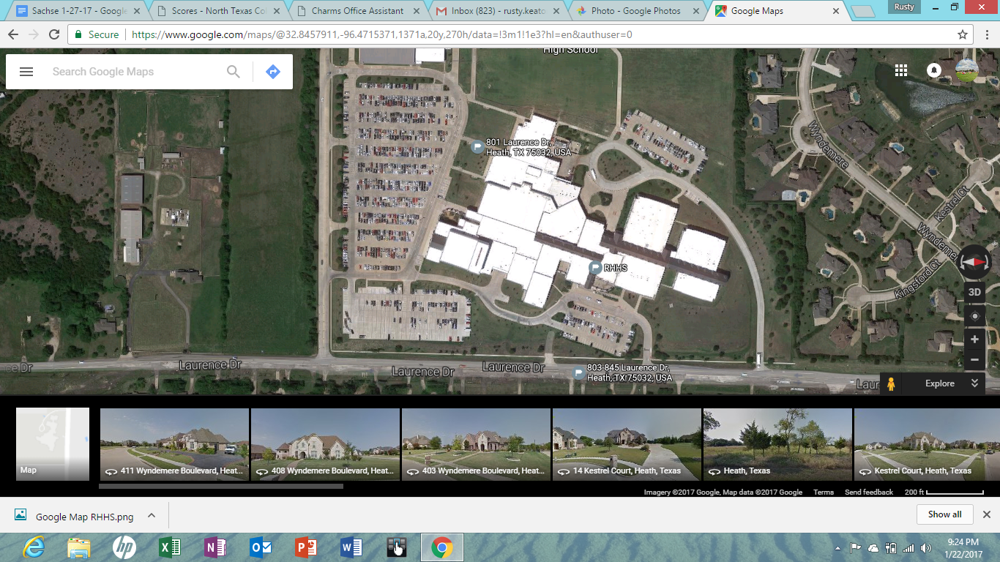 Sachse 1-27-17 - Google
Scores - North Texas Col
Charms Office Assistant
Inbox (823) - rusty.keato
Photo - Google Photos
Google Maps
Rusty
Secure
https://www.google.com/maps/@32.8457911,-96.4715371,1371a,20y,270h/data=!3m1!1e3?hl=en&authuser=0
Search Google Maps
High School
801 Laurence Dr,
Heath, TX 75032, USA
Wyndemere
Kestrel Ct
Wyndemere
Kingsford Ct
RHHS
3D
Laurence Dr
Laurence Dr
Laurence Dr
803-845 Laurence Dr,
Heath, TX 75032, USA
ce Dr
Laur
Explore
Map
411 Wyndemere Boulevard, Heat...
408 Wyndemere Boulevard, Heat...
403 Wyndemere Boulevard, Heat...
14 Kestrel Court, Heath, Texas
Heath, Texas
Kestrel Court, Heath, Texas
Imagery ©2017 Google, Map data ©2017 Google
Terms
Send feedback
200 ft
Google Map RHHS.png
Show all
9:24 PM
1/22/2017